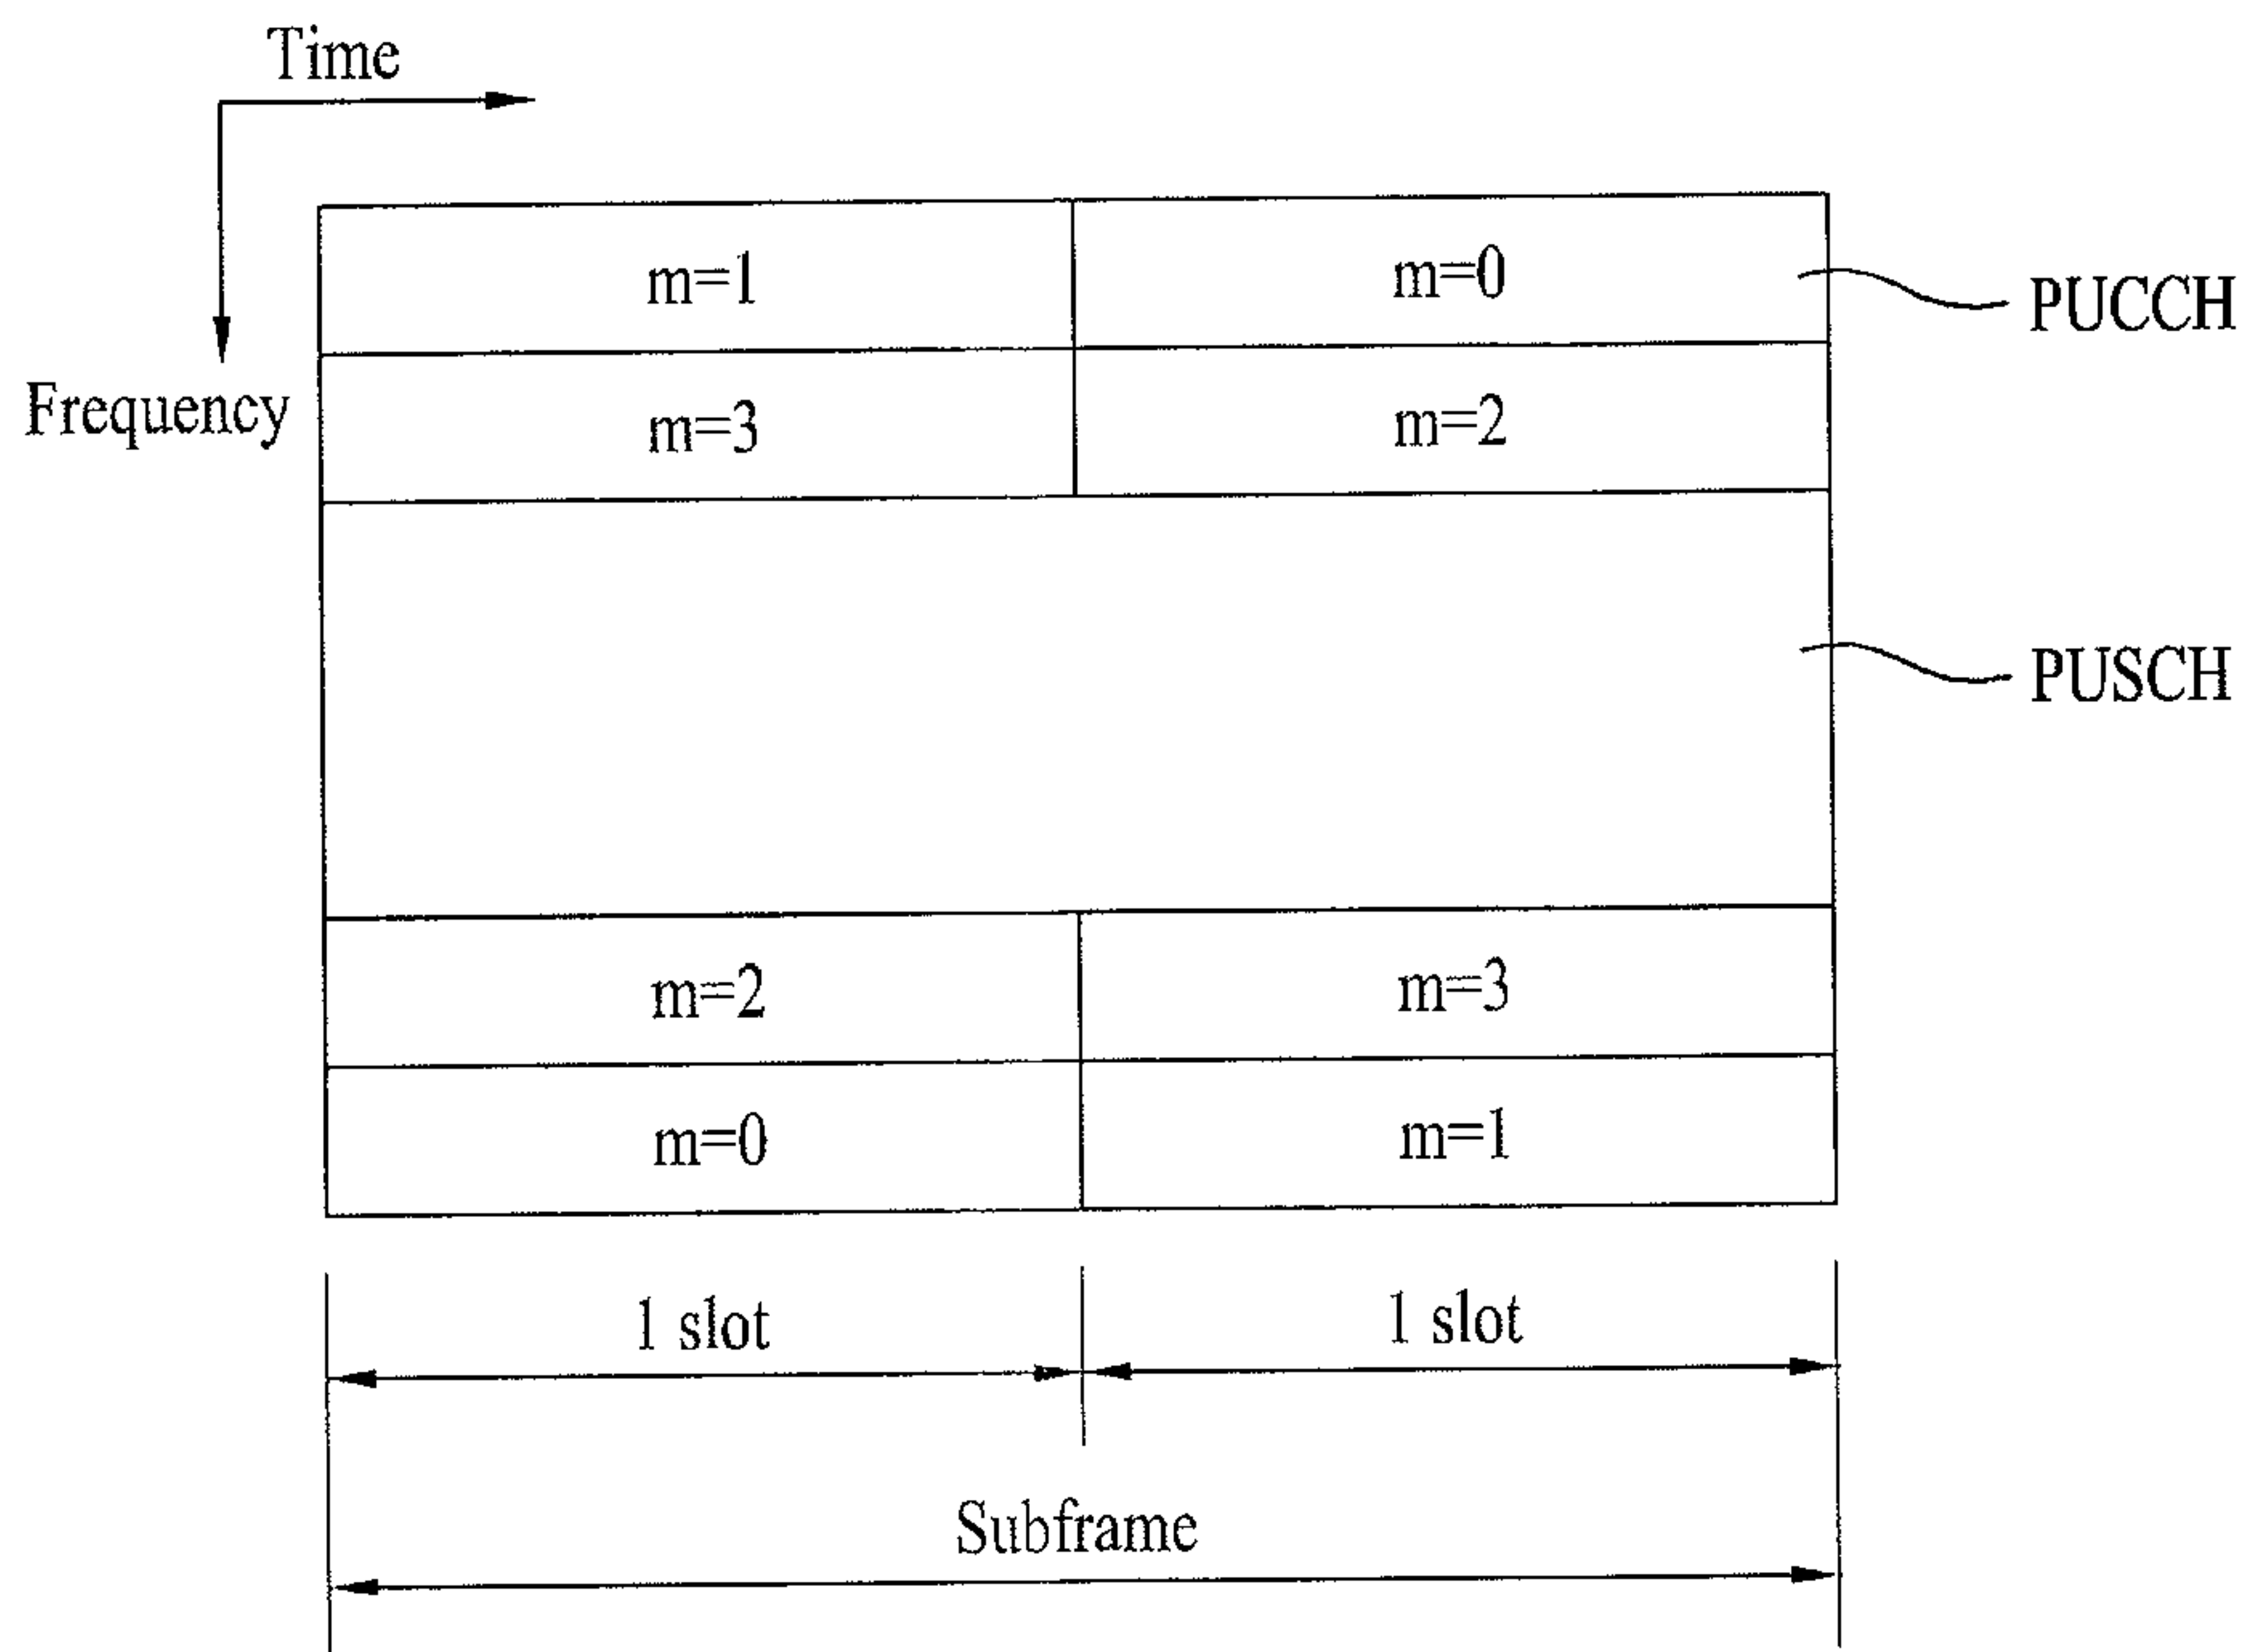 Time
Frequency
m=1 m=0
PUCCH
m=3 m=2
PUSCH
m=2 m=3
m=0 m=1
1 slot 1 slot
Subframe